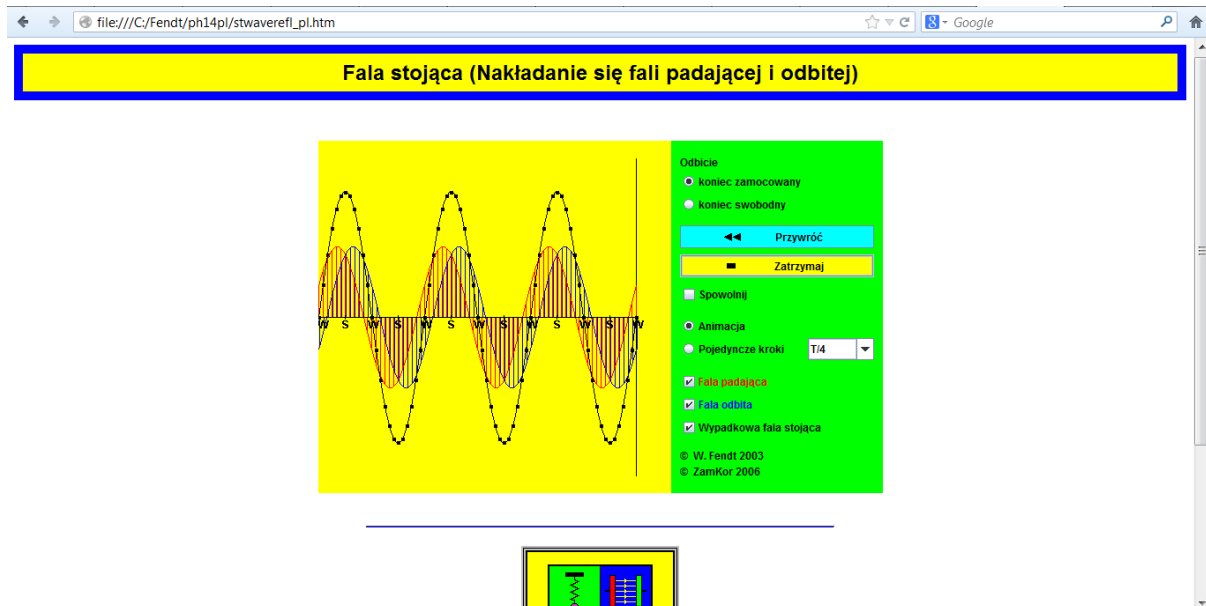 file:///C:/Fendt/ph14pl/stwaverefl_pl.htm
Google
Fala stojąca (Nakładanie się fali padającej i odbitej)
Odbicie
koniec zamocowany
koniec swobodny
Przywróć
Zatrzymaj
Spowolnij
Animacja
Pojedyncze kroki T/4
Fala padająca
Fala odbita
Wypadkowa fala stojąca
W S W S W S W S W S W S W
© W. Fendt 2003
© ZamKor 2006